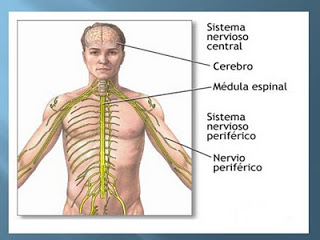 Sistema
nervioso
central
Cerebro
Médula espinal
Sistema
nervioso
periférico
Nervio
periférico